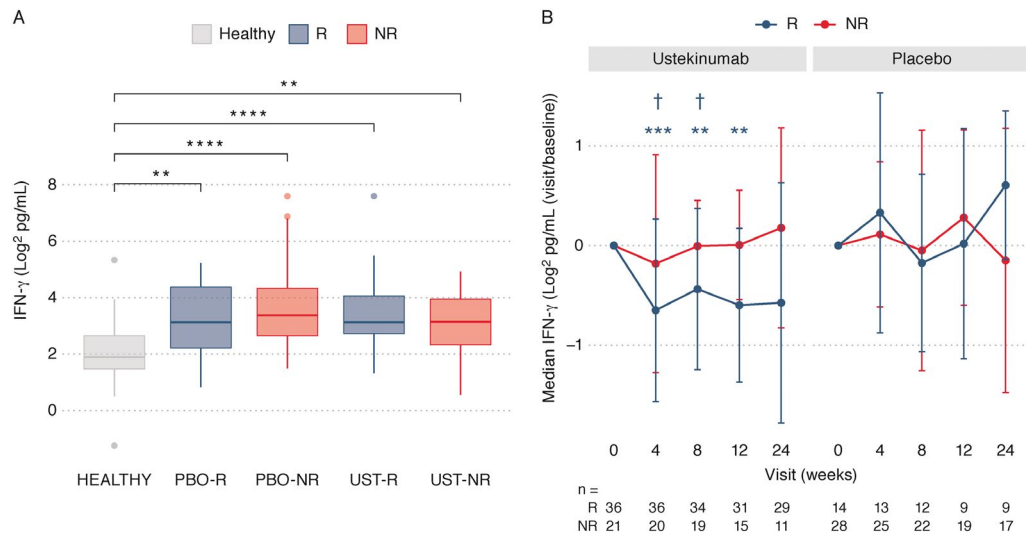 A
Healthy R NR
**
****
****
**
IFN-γ (Log² pg/mL)
8
6
4
2
0
HEALTHY PBO-R PBO-NR UST-R UST-NR
B
R NR
Ustekinumab Placebo
† †
*** ** **
Median IFN-γ (Log² pg/mL (visit/baseline))
1
0
–1
0 4 8 12 24 0 4 8 12 24
Visit (weeks)
n =
R 36 36 34 31 29 14 13 12 9 9
NR 21 20 19 15 11 28 25 22 19 17